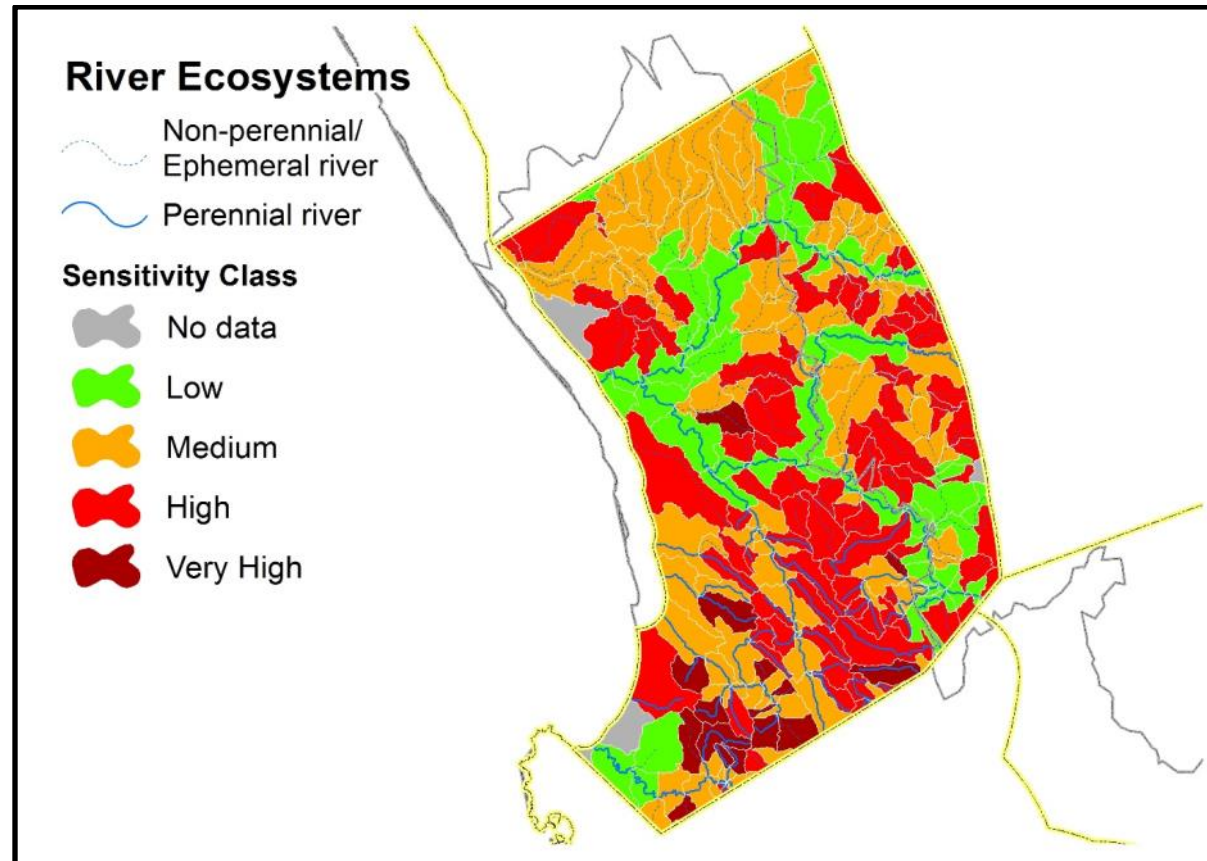 River Ecosystems
Non-perennial/
Ephemeral river
Perennial river
Sensitivity Class
No data
Low
Medium
High
Very High